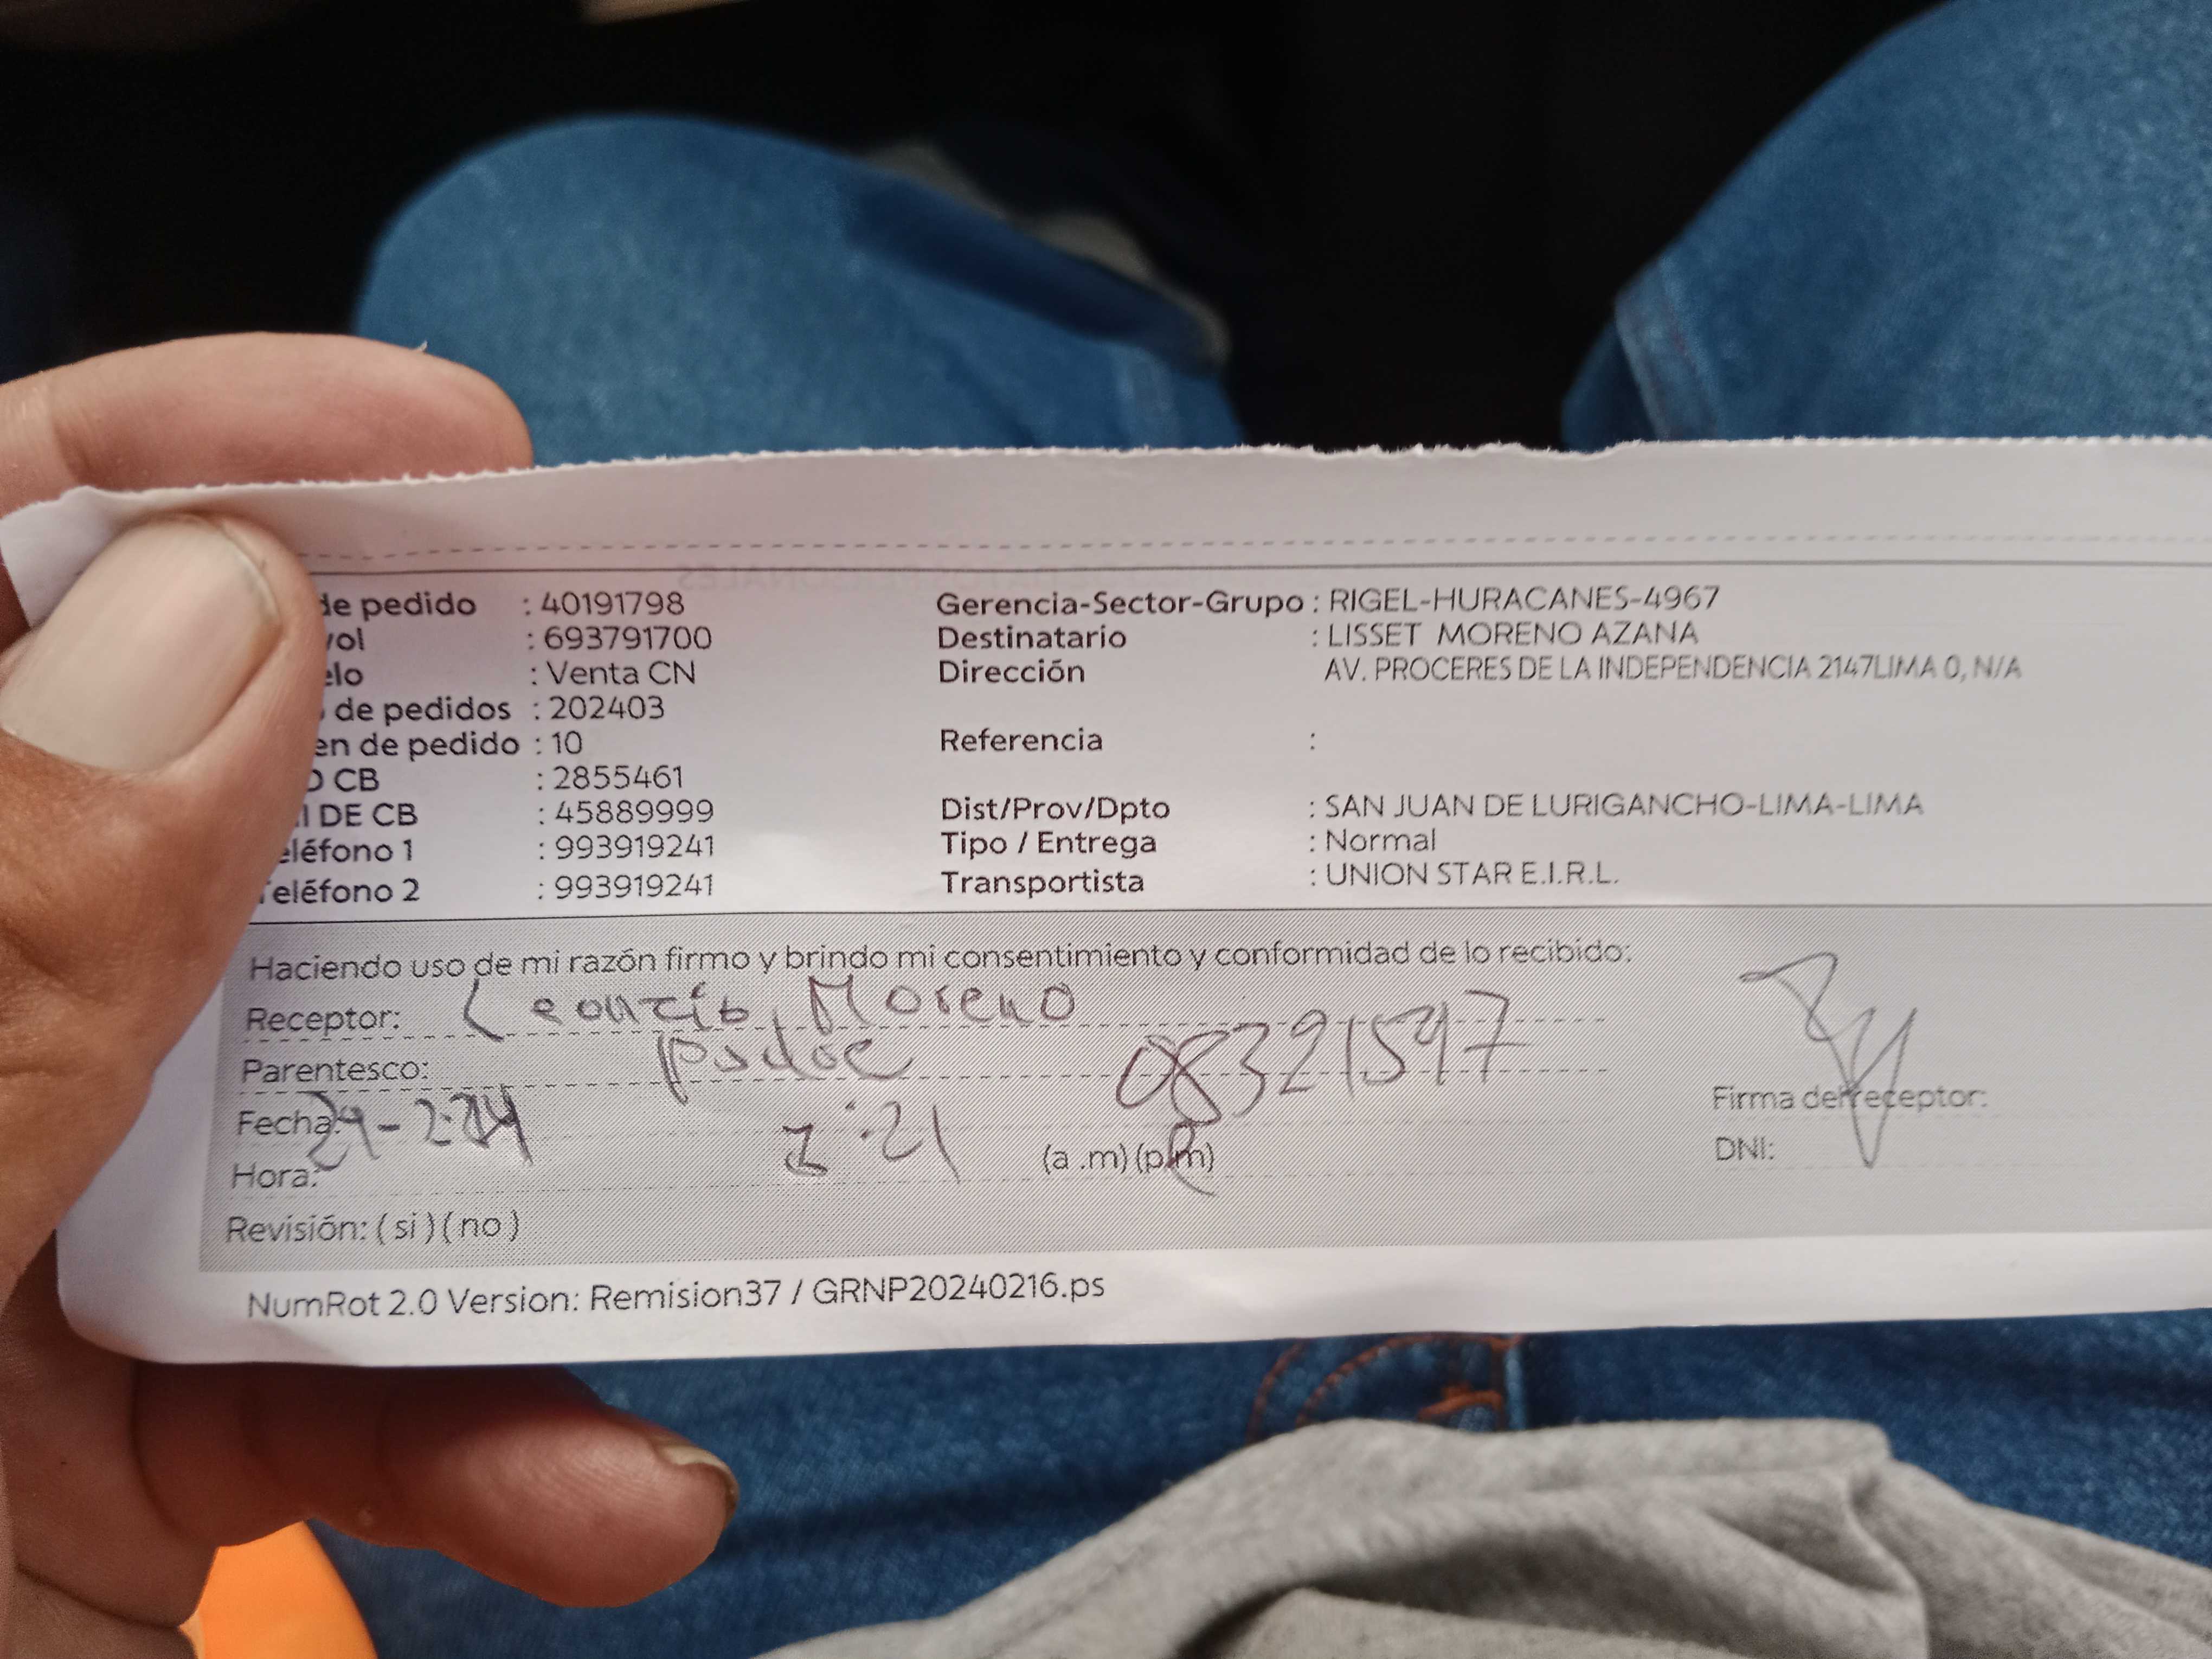 de pedido : 40191798
vol : 693791700
elo : Venta CN
de pedidos : 202403
en de pedido : 10
O CB : 2855461
I DE CB : 45889999
eléfono 1 : 993919241
Teléfono 2 : 993919241
Gerencia-Sector-Grupo : RIGEL-HURACANES-4967
Destinatario : LISSET MORENO AZANA
Dirección AV. PROCERES DE LA INDEPENDENCIA 2147LIMA 0, N/A
Referencia :
Dist/Prov/Dpto : SAN JUAN DE LURIGANCHO-LIMA-LIMA
Tipo / Entrega : Normal
Transportista : UNION STAR E.I.R.L.
Haciendo uso de mi razón firmo y brindo mi consentimiento y conformidad de lo recibido:
Receptor: Leonzio Moreno
Parentesco: padre 08321597
Fecha: 29-2-24
Hora: 3:21 (a .m) (p.m)
Firma del receptor:
DNI:
Revisión: ( si ) ( no )
NumRot 2.0 Version: Remision37 / GRNP20240216.ps